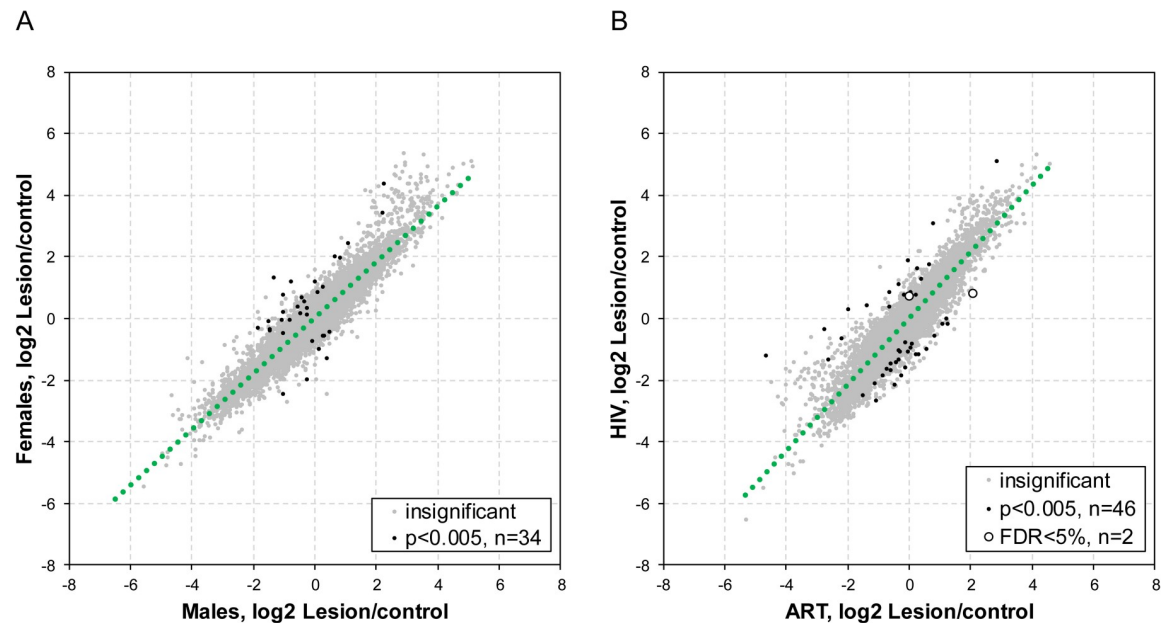 A
8
6
4
2
0
-2
-4
-6
-8
-8 -6 -4 -2 0 2 4 6 8
Females, log2 Lesion/control
Males, log2 Lesion/control
insignificant
p<0.005, n=34
B
8
6
4
2
0
-2
-4
-6
-8
-8 -6 -4 -2 0 2 4 6 8
HIV, log2 Lesion/control
ART, log2 Lesion/control
insignificant
p<0.005, n=46
FDR<5%, n=2